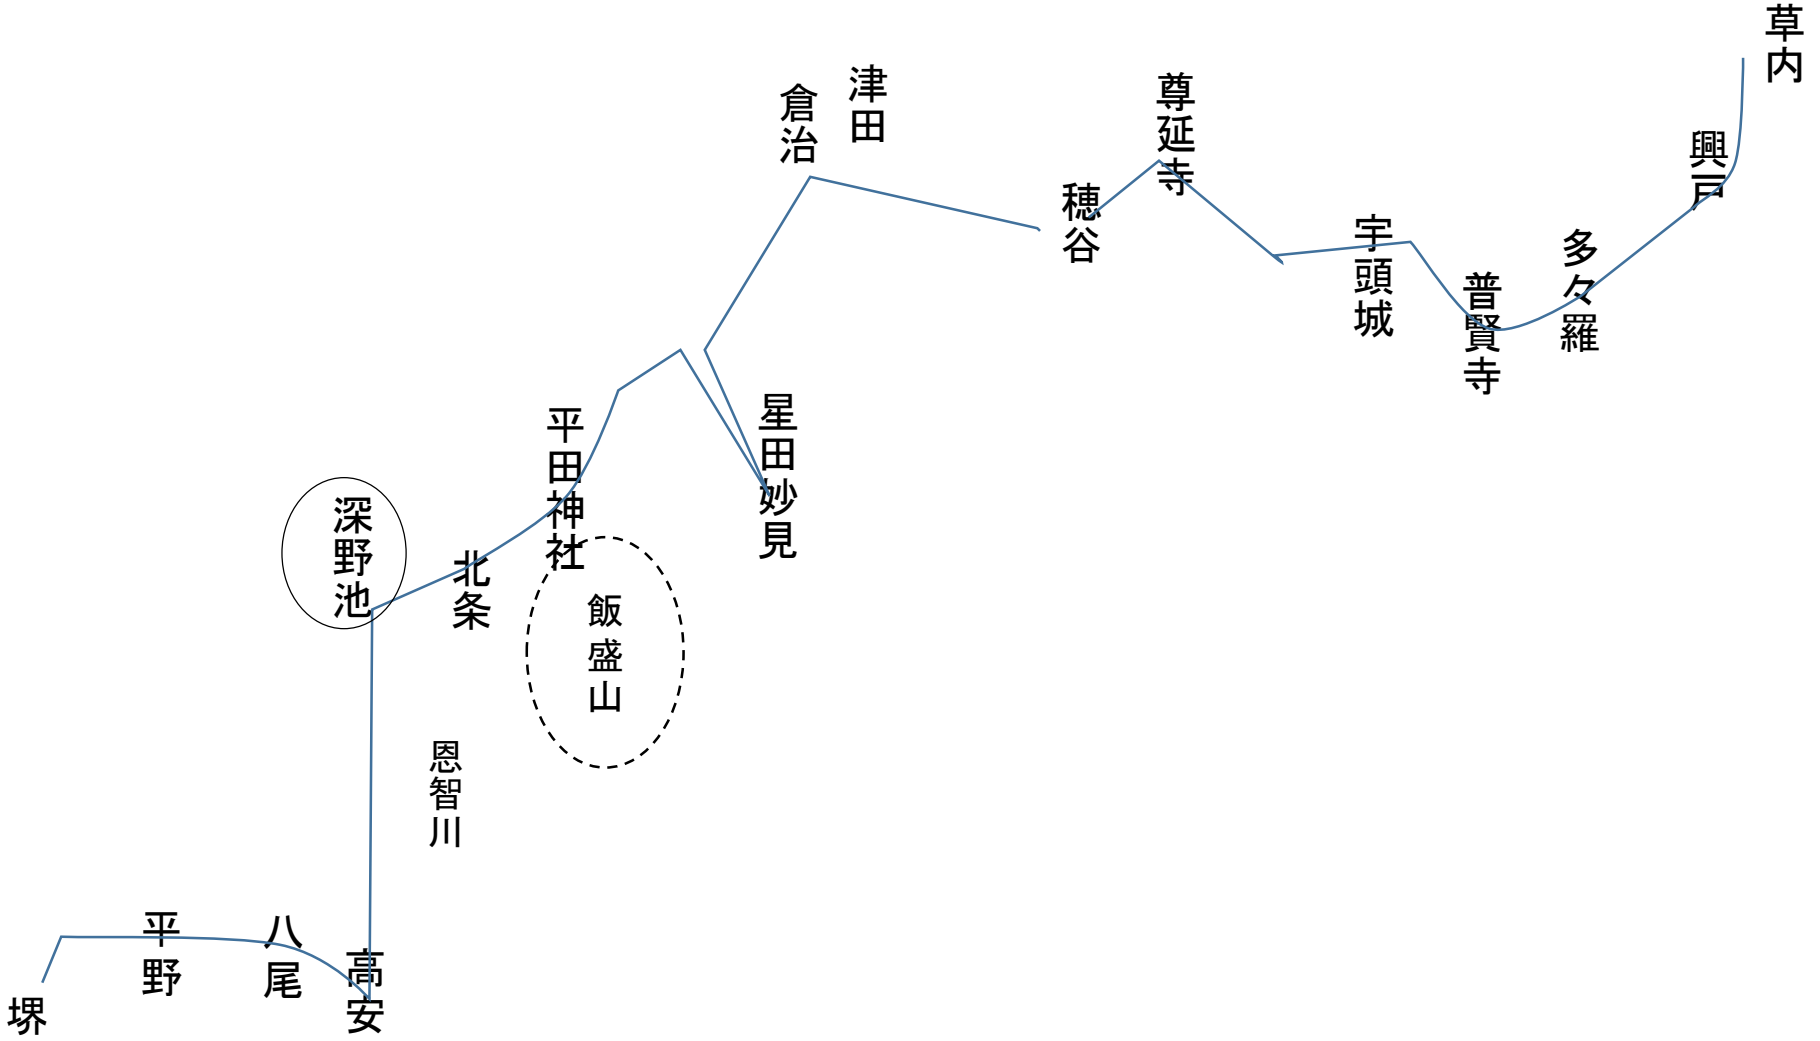 草内
興戸
多々羅
普賢寺
宇頭城
尊延寺
穂谷
津田
倉治
星田妙見
平田神社
飯盛山
北条
深野池
恩智川
高安
八尾
平野
堺